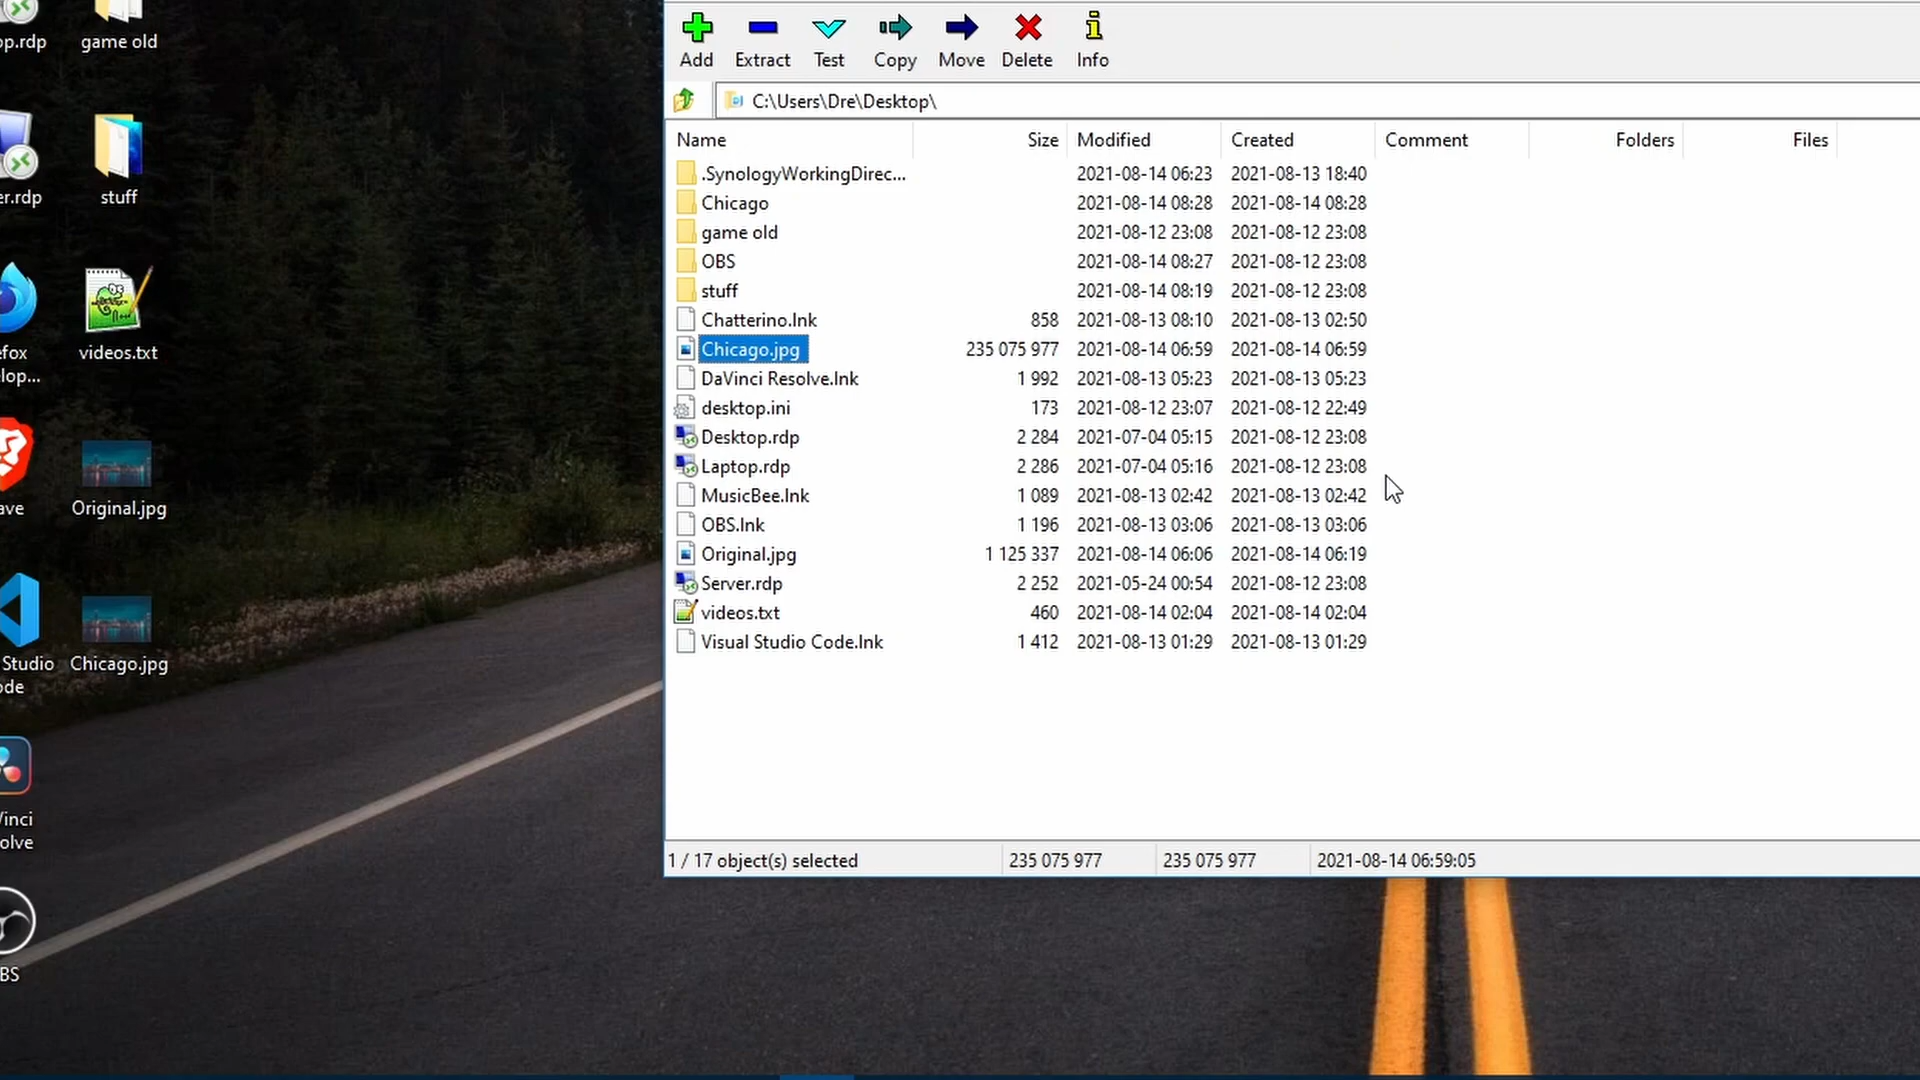 op.rdp
game old
er.rdp
stuff
efox
elop...
videos.txt
ave
Original.jpg
Studio
ode
Chicago.jpg
Vinci
olve
BS
Add Extract Test Copy Move Delete Info
C:\Users\Dre\Desktop\
Name Size Modified Created Comment Folders Files
.SynologyWorkingDirec... 2021-08-14 06:23 2021-08-13 18:40
Chicago 2021-08-14 08:28 2021-08-14 08:28
game old 2021-08-12 23:08 2021-08-12 23:08
OBS 2021-08-14 08:27 2021-08-12 23:08
stuff 2021-08-14 08:19 2021-08-12 23:08
Chatterino.lnk 858 2021-08-13 08:10 2021-08-13 02:50
Chicago.jpg 235 075 977 2021-08-14 06:59 2021-08-14 06:59
DaVinci Resolve.lnk 1 992 2021-08-13 05:23 2021-08-13 05:23
desktop.ini 173 2021-08-12 23:07 2021-08-12 22:49
Desktop.rdp 2 284 2021-07-04 05:15 2021-08-12 23:08
Laptop.rdp 2 286 2021-07-04 05:16 2021-08-12 23:08
MusicBee.lnk 1 089 2021-08-13 02:42 2021-08-13 02:42
OBS.lnk 1 196 2021-08-13 03:06 2021-08-13 03:06
Original.jpg 1 125 337 2021-08-14 06:06 2021-08-14 06:19
Server.rdp 2 252 2021-05-24 00:54 2021-08-12 23:08
videos.txt 460 2021-08-14 02:04 2021-08-14 02:04
Visual Studio Code.lnk 1 412 2021-08-13 01:29 2021-08-13 01:29
1 / 17 object(s) selected 235 075 977 235 075 977 2021-08-14 06:59:05